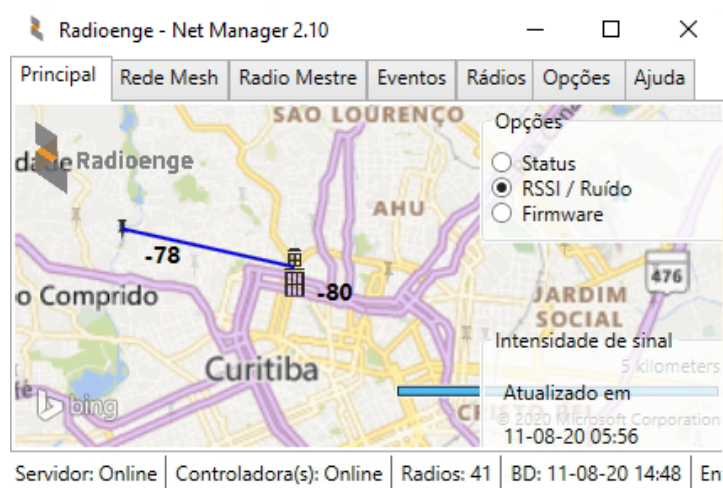 Radioenge - Net Manager 2.10
Principal Rede Mesh Radio Mestre Eventos Rádios Opções Ajuda
SAO LOURENÇO
Opções
Radioenge
Status
RSSI / Ruído
Firmware
AHU
-78
-80
476
o Comprido
JARDIM
SOCIAL
Intensidade de sinal
5 kilometers
Curitiba
Atualizado em
bing
© 2020 Microsoft Corporation
11-08-20 05:56
Servidor: Online Controladora(s): Online Radios: 41 BD: 11-08-20 14:48 En